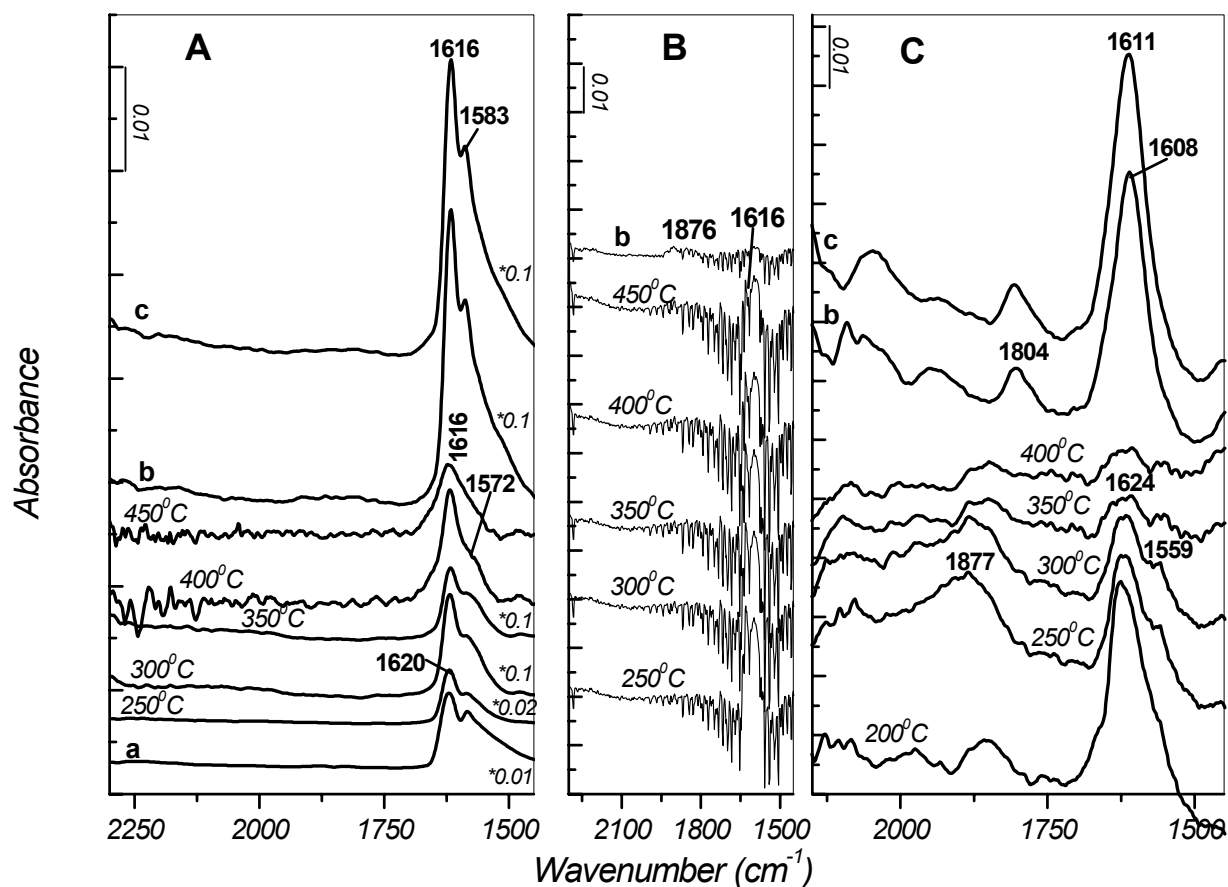 A
B
C
1616
1611
0.01
0.01
0.01
1583
1608
1616
1876
b
*0.1
c
450⁰C
c
b
1804
*0.1
1616
400⁰C
b
1572
400⁰C
1624
450⁰C
350⁰C
350⁰C
1559
300⁰C
400⁰C
1877
350⁰C
*0.1
300⁰C
250⁰C
300⁰C
1620
*0.1
250⁰C
250⁰C
*0.02
200⁰C
a
*0.01
2250 2000 1750 1500
2100 1800 1500
2000 1750 1500
Absorbance
Wavenumber (cm⁻¹)